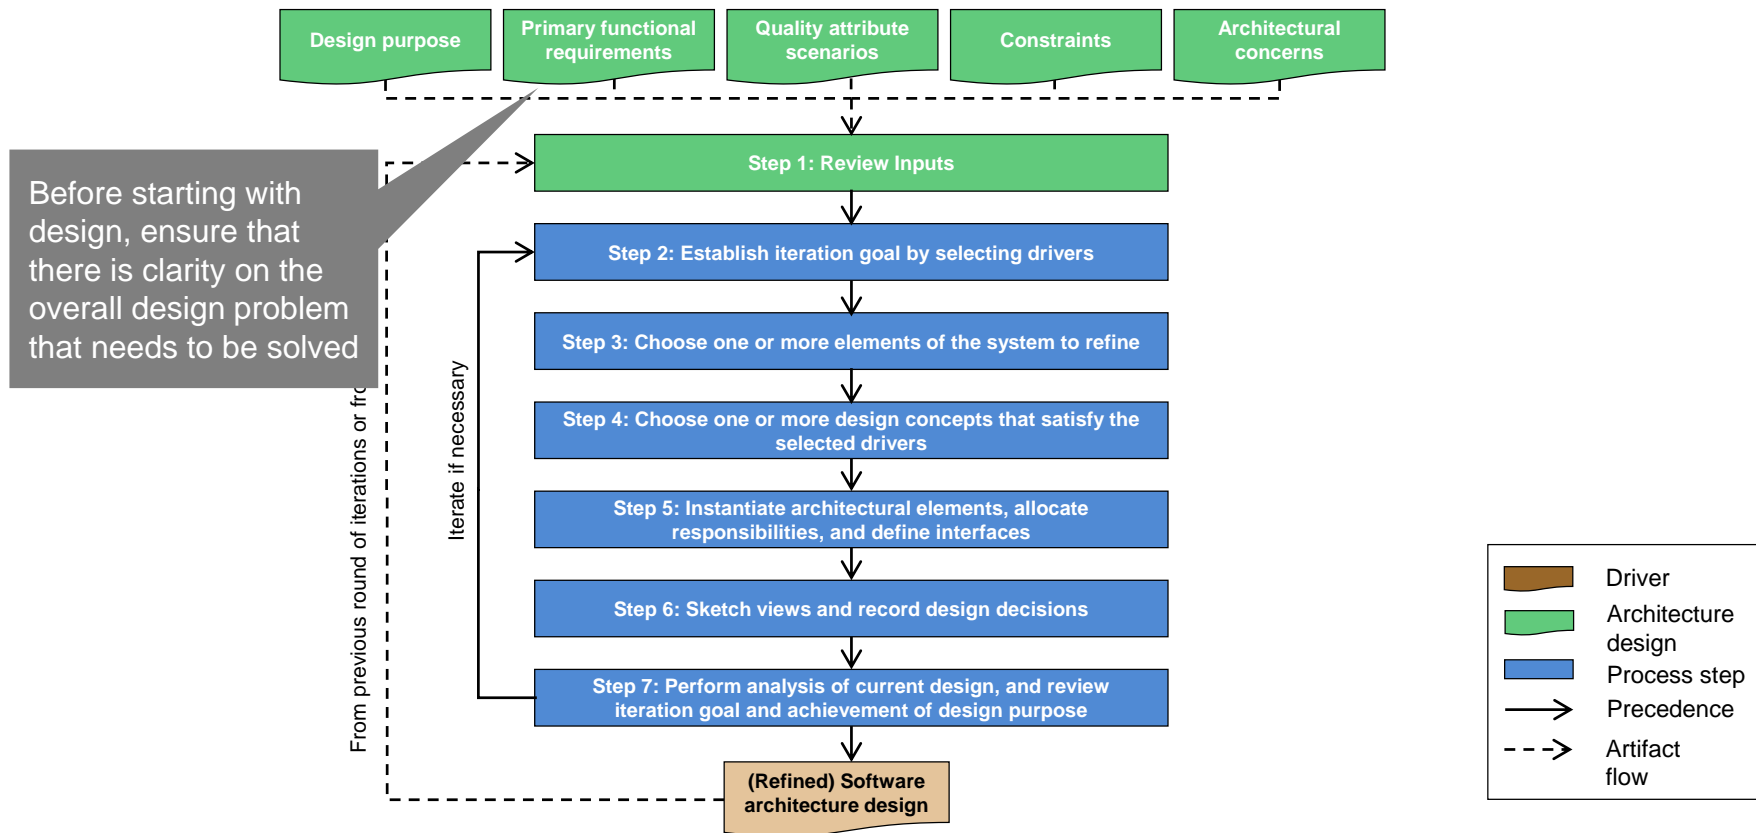 Design purpose
Primary functional
requirements
Quality attribute
scenarios
Constraints
Architectural
concerns
Step 1: Review Inputs
Before starting with
design, ensure that
there is clarity on the
overall design problem
that needs to be solved
Step 2: Establish iteration goal by selecting drivers
Step 3: Choose one or more elements of the system to refine
Step 4: Choose one or more design concepts that satisfy the
selected drivers
Step 5: Instantiate architectural elements, allocate
responsibilities, and define interfaces
Step 6: Sketch views and record design decisions
Step 7: Perform analysis of current design, and review
iteration goal and achievement of design purpose
(Refined) Software
architecture design
From previous round of iterations or
Iterate if necessary
Driver
Architecture
design
Process step
Precedence
Artifact
flow